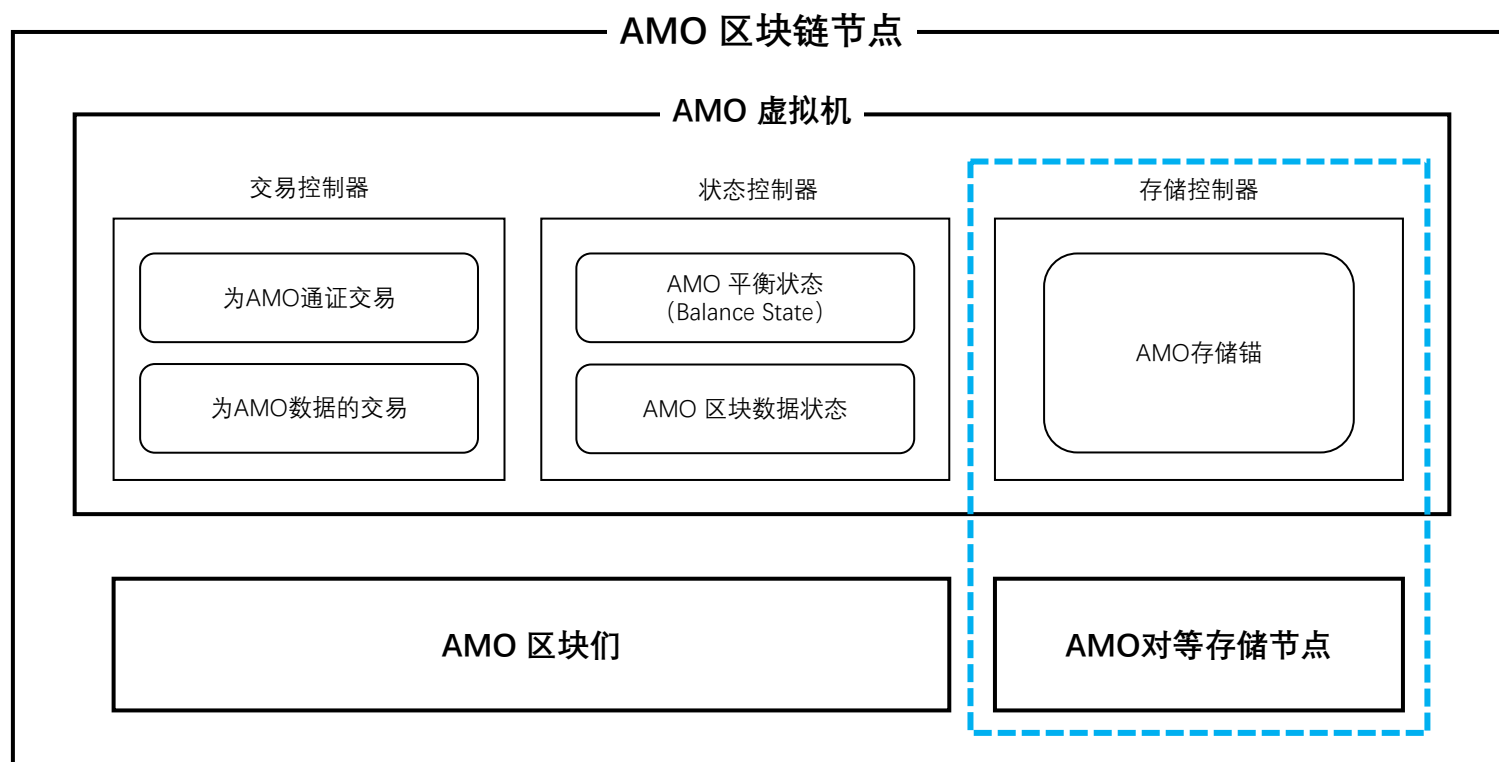 AMO 区块链节点
AMO 虚拟机
交易控制器
为AMO通证交易
为AMO数据的交易
状态控制器
AMO 平衡状态
（Balance State）
AMO 区块数据状态
存储控制器
AMO存储锚
AMO 区块们
AMO对等存储节点